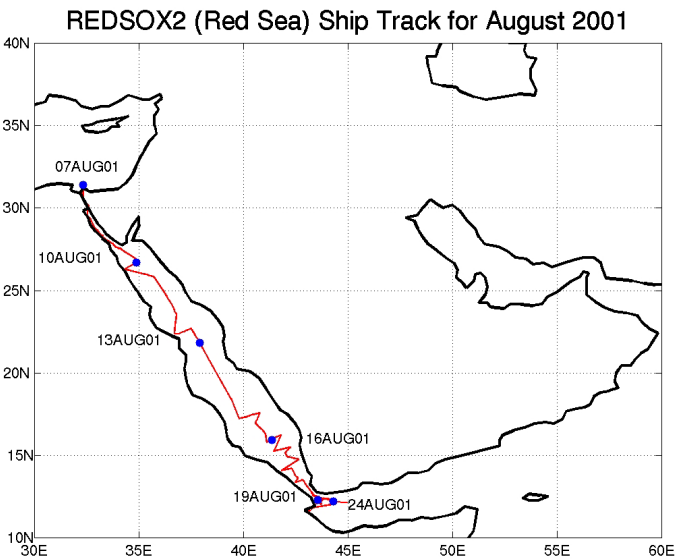 REDSOX2 (Red Sea) Ship Track for August 2001
40N
35N
07AUG01
30N
10AUG01
25N
13AUG01
20N
16AUG01
15N
19AUG01
24AUG01
10N
30E 35E 40E 45E 50E 55E 60E